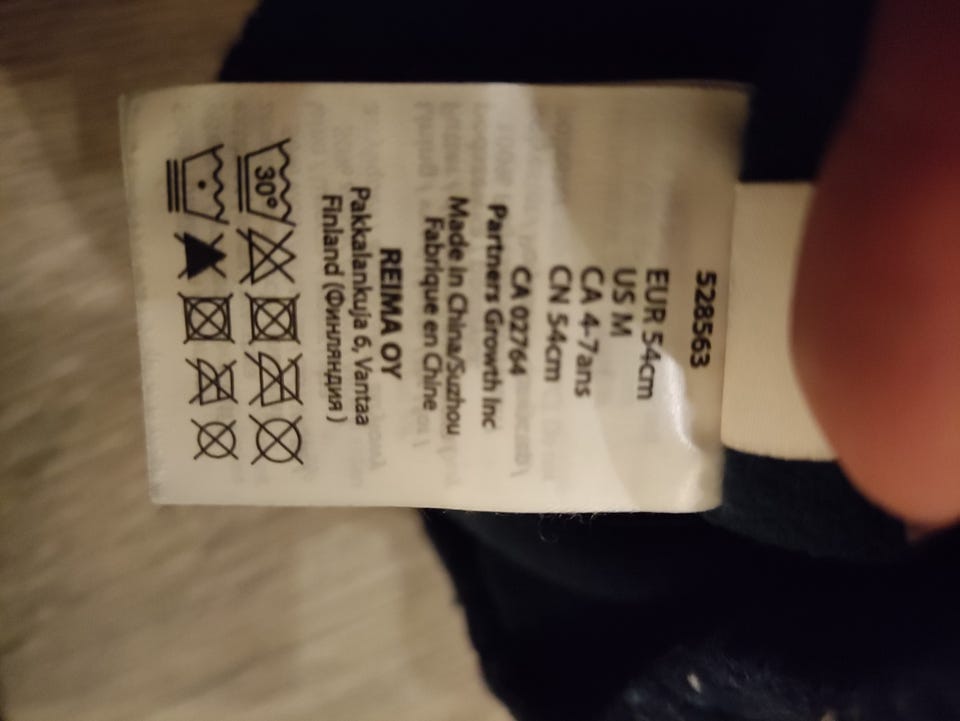 528563
EUR 54cm
US M
CA 4-7ans
CN 54cm
CA 02764
Partners Growth Inc
Made in China/Suzhou
Fabrique en Chine
REIMA OY
Pakkalankuja 6, Vantaa
Finland (ФИНЛЯНДИЯ)
30°